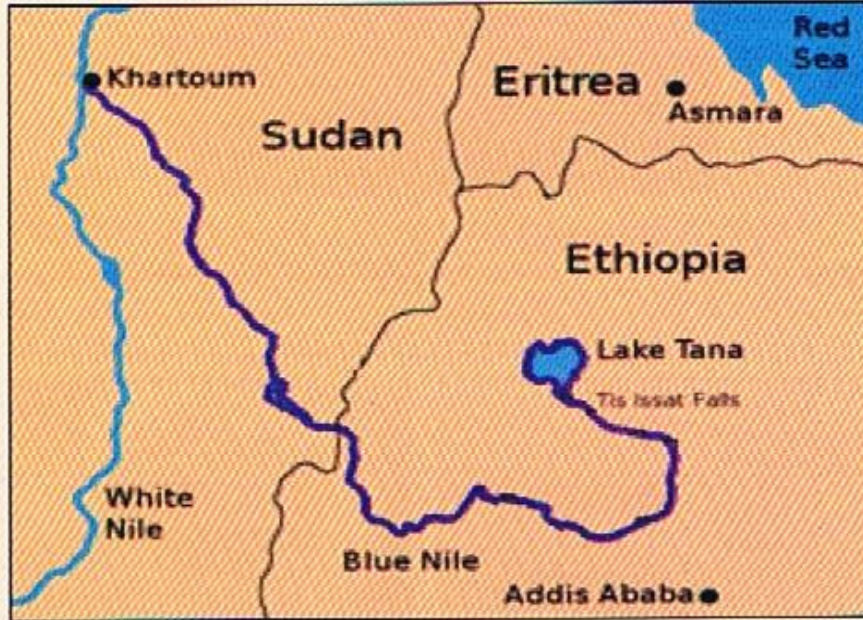 Red
Sea
Khartoum
Eritrea
Asmara
Sudan
Ethiopia
Lake Tana
Tis Issat Falls
White
Nile
Blue Nile
Addis Ababa